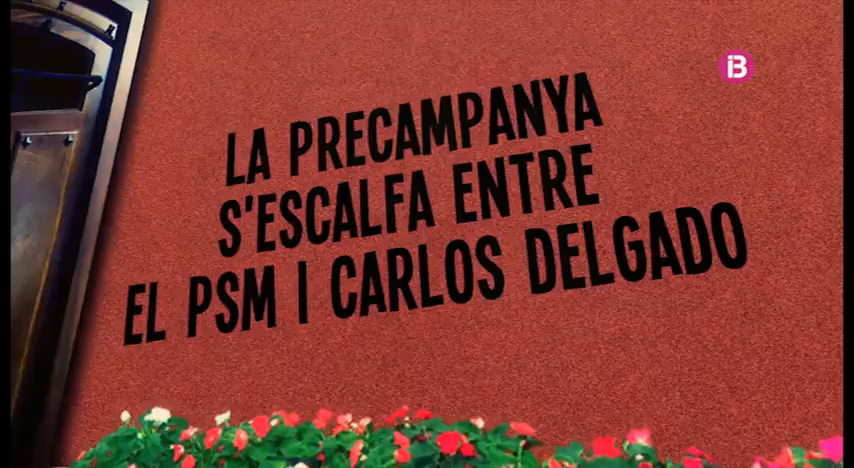 LA PRECAMPANYA
S'ESCALFA ENTRE
EL PSM I CARLOS DELGADO
IB